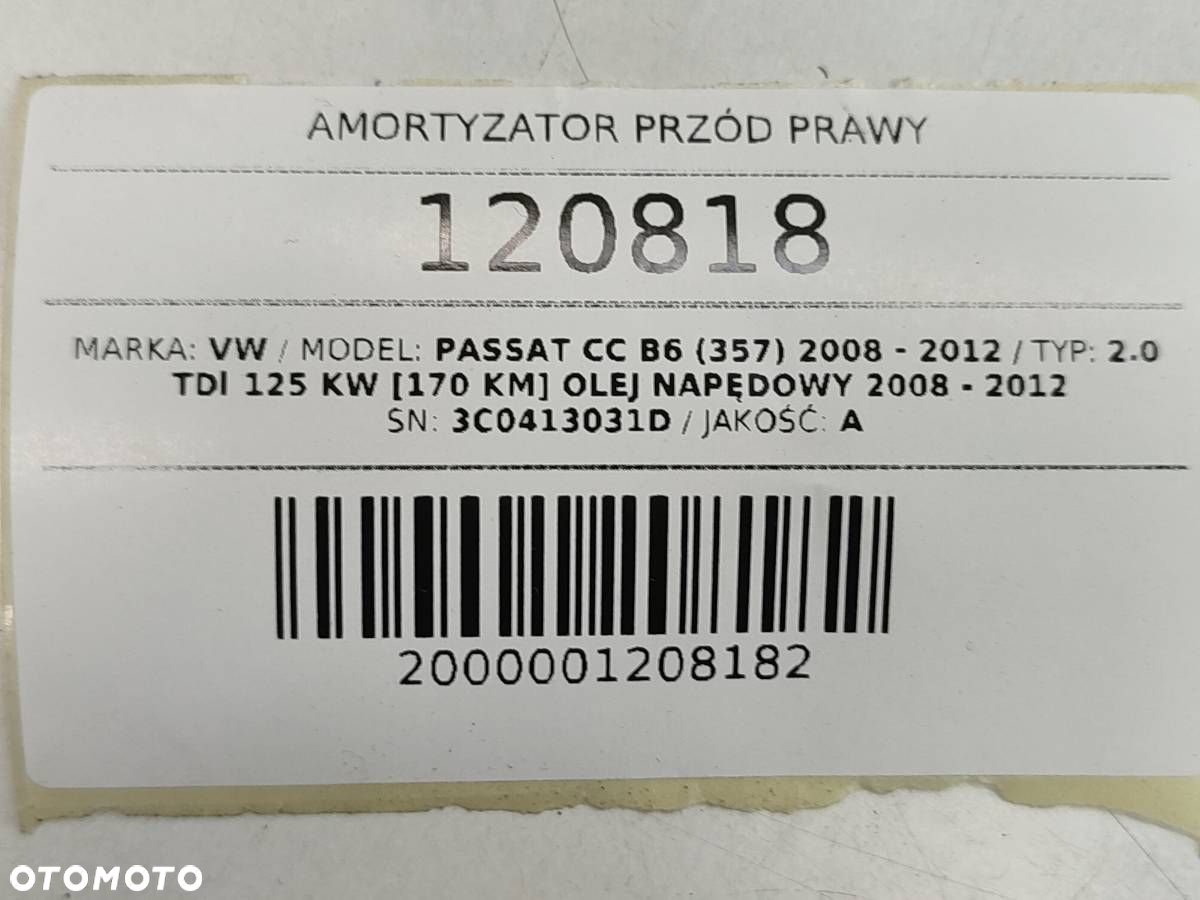 AMORTYZATOR PRZÓD PRAWY
120818
MARKA: VW / MODEL: PASSAT CC B6 (357) 2008 - 2012 / TYP: 2.0
TDI 125 KW [170 KM] OLEJ NAPĘDOWY 2008 - 2012
SN: 3C0413031D / JAKOŚĆ: A
2000001208182
OTOMOTO